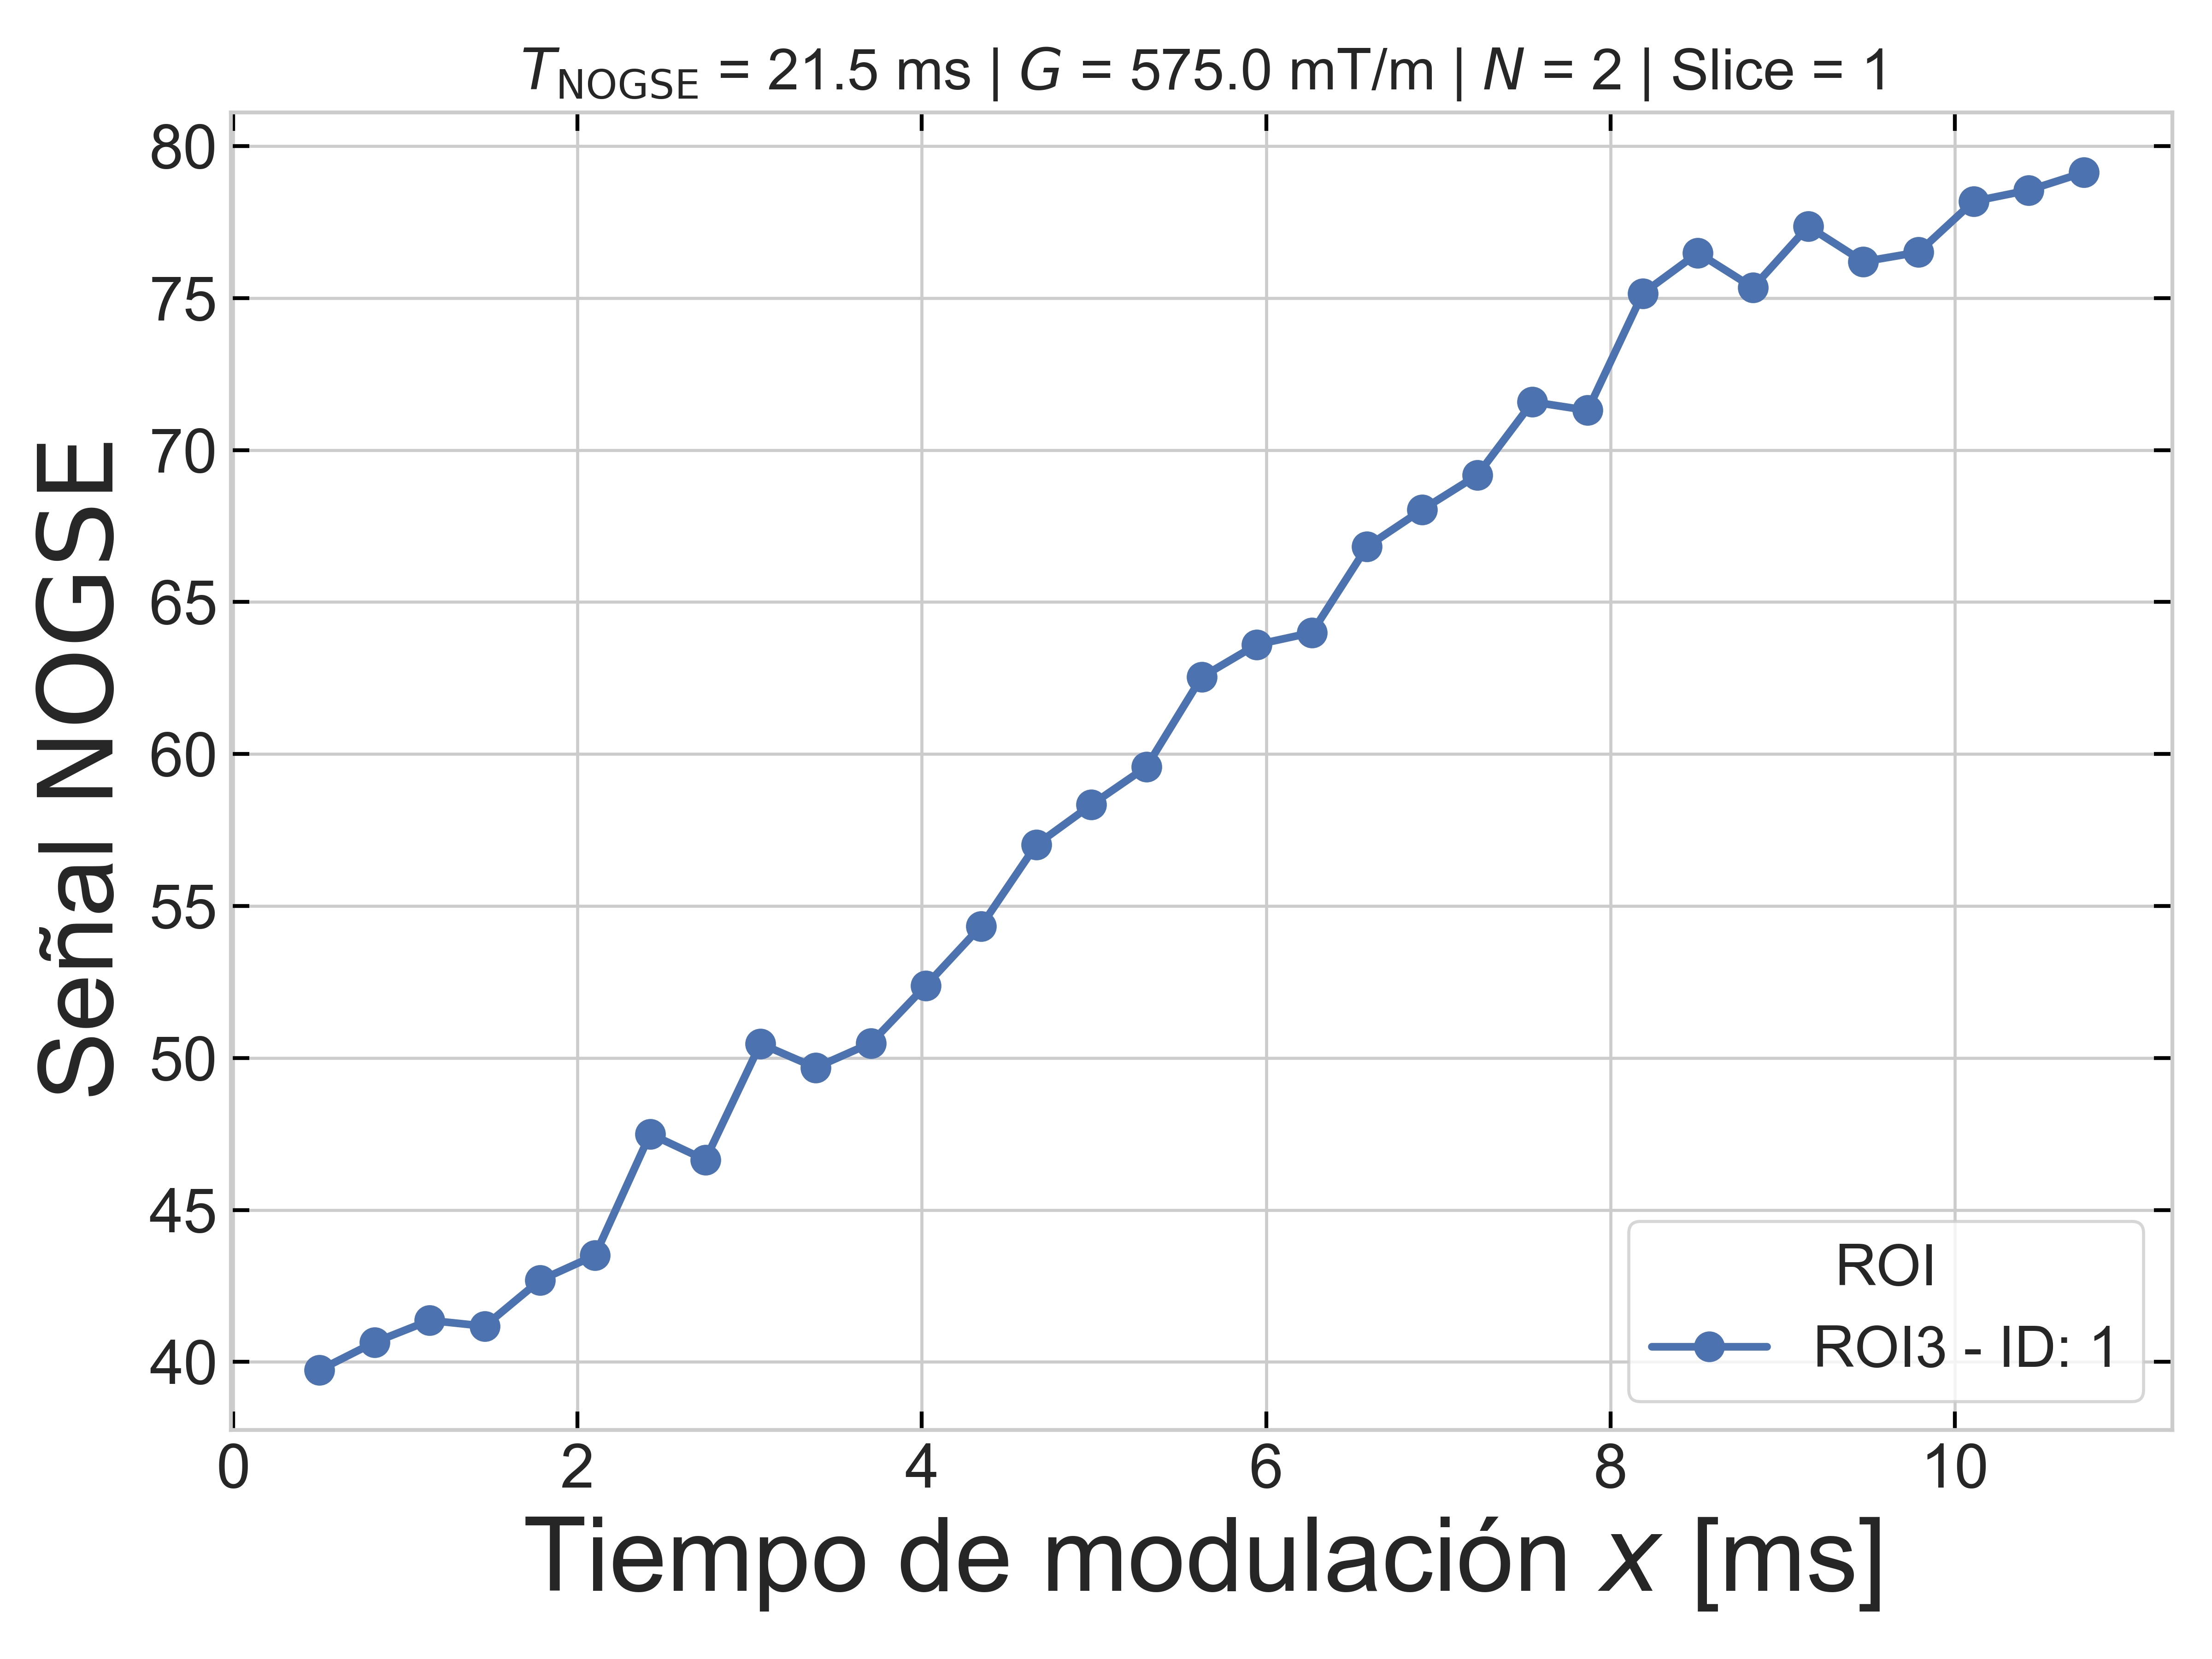 T_NOGSE = 21.5 ms | G = 575.0 mT/m | N = 2 | Slice = 1
Señal NOGSE
80
75
70
65
60
55
50
45
40
ROI
ROI3 - ID: 1
0 2 4 6 8 10
Tiempo de modulación x [ms]